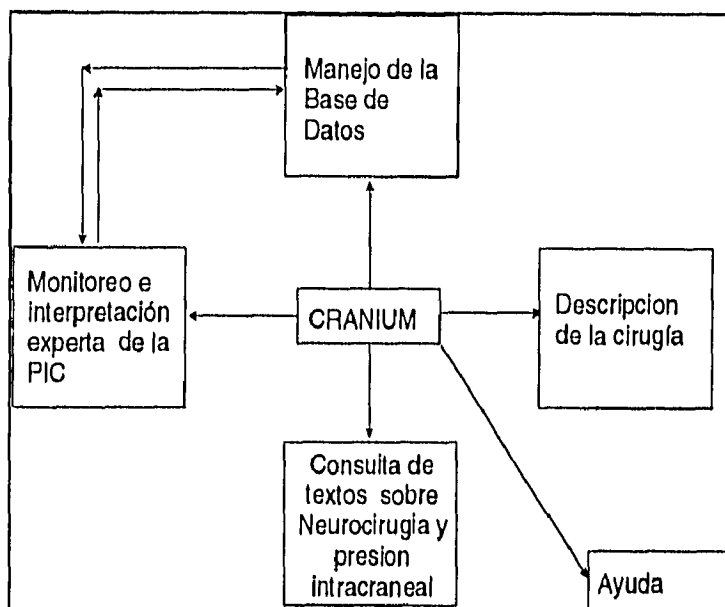 Manejo de la
Base de
Datos
Monitoreo e
interpretación
experta de la
PIC
CRANIUM
Descripcion
de la cirugía
Consulta de
textos sobre
Neurocirugia y
presion
intracraneal
Ayuda